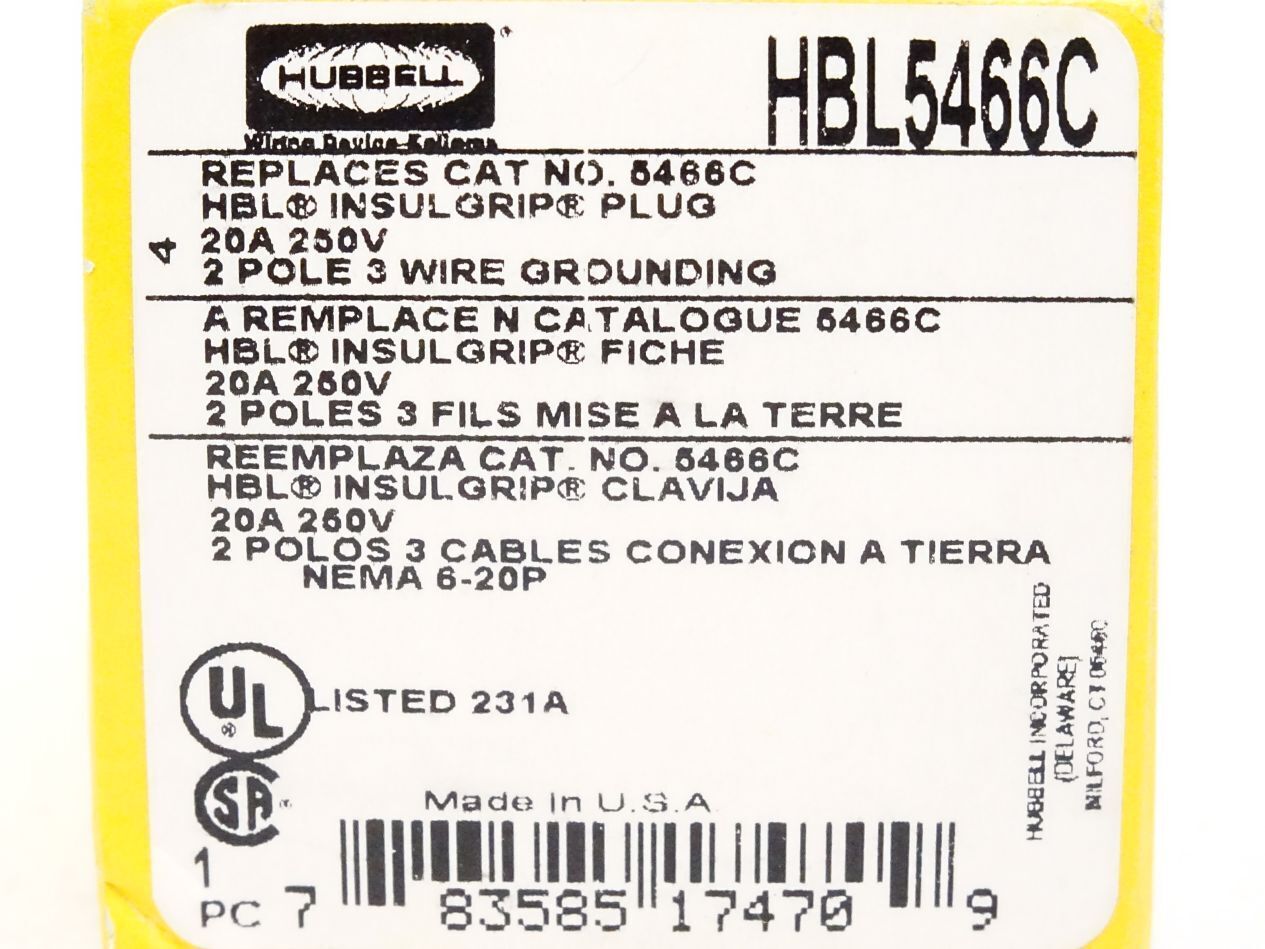 HUBBELL
Wiring Device-Kellems
HBL5466C
REPLACES CAT NO. 5466C
HBL® INSULGRIP® PLUG
4
20A 250V
2 POLE 3 WIRE GROUNDING
A REMPLACE N CATALOGUE 5466C
HBL® INSULGRIP® FICHE
20A 250V
2 POLES 3 FILS MISE A LA TERRE
REEMPLAZA CAT. NO. 5466C
HBL® INSULGRIP® CLAVIJA
20A 250V
2 POLOS 3 CABLES CONEXION A TIERRA
NEMA 6-20P
HUBBELL INCORPORATED
(DELAWARE)
MILFORD, CT 06460
UL®
LISTED 231A
SA®
Made in U.S.A
1
PC
7 83585 17470 9